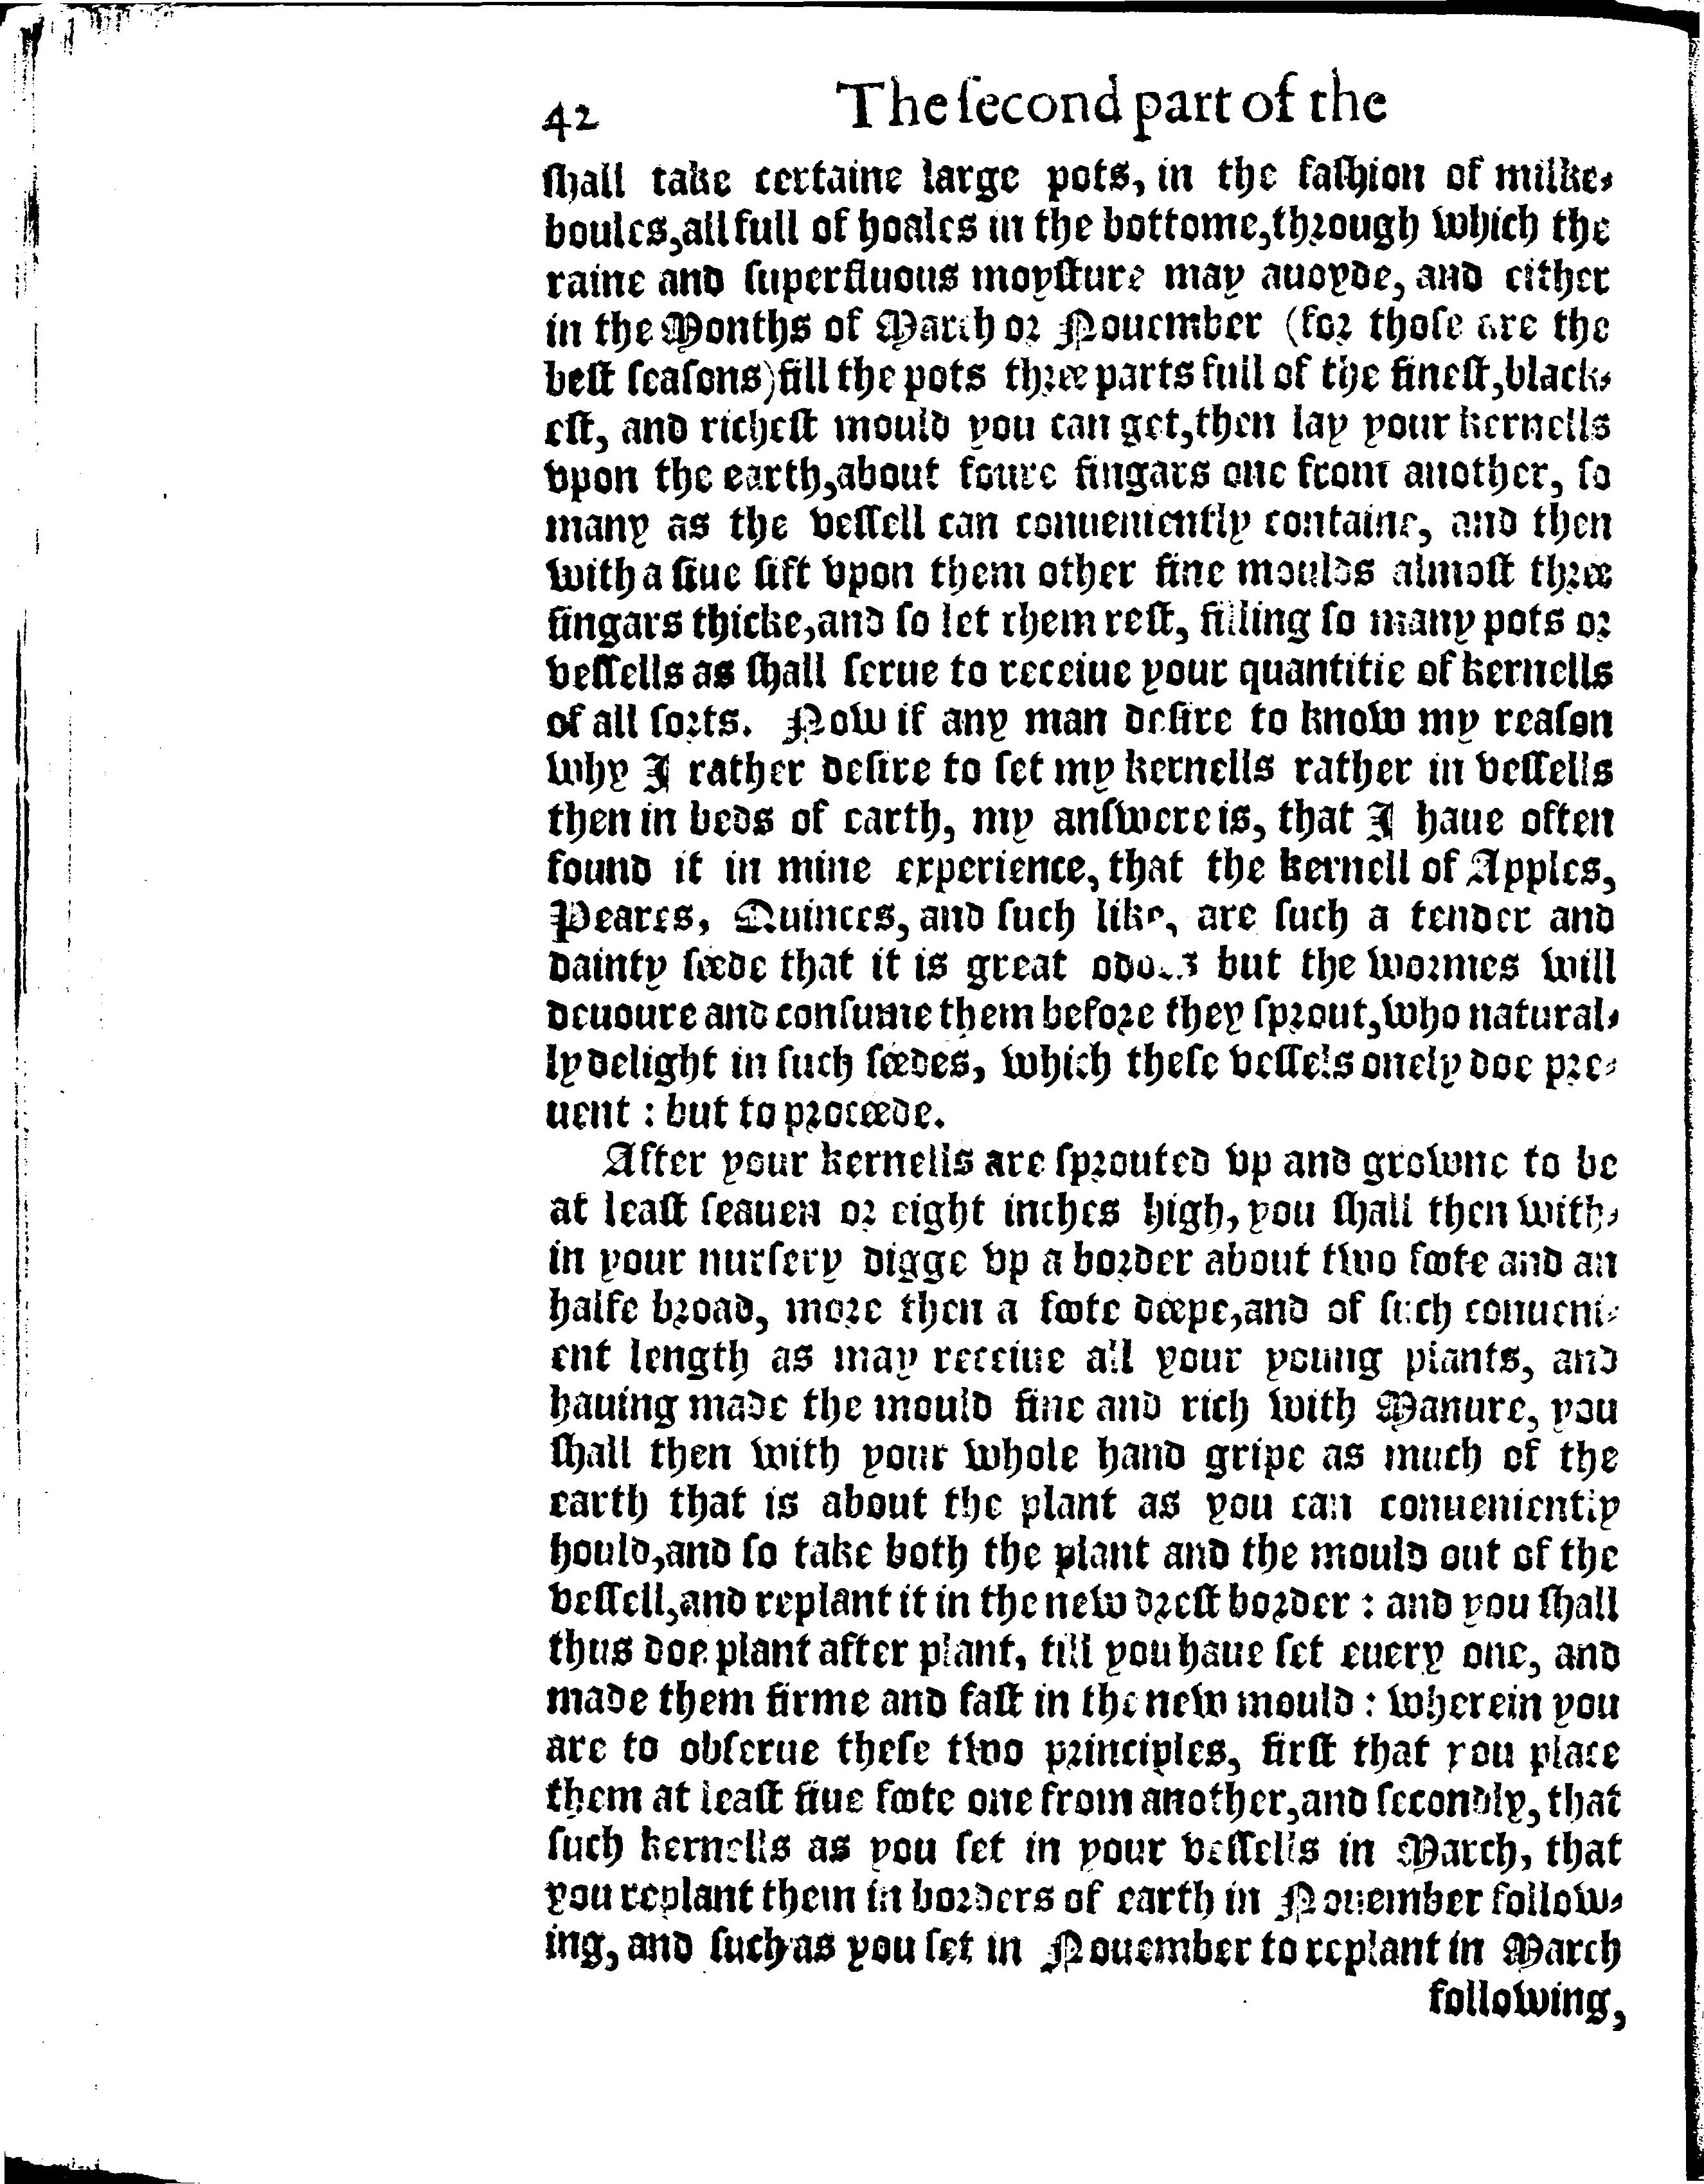 42 The ſecond part of the
ſhall take certaine large pots, in the faſhion of milke-
boules, all full of hoales in the bottome, through which the
raine and ſuperfluous moyſture may auoyde, and either
in the Months of March or Nouember (for thoſe are the
beſt ſeaſons) fill the pots thrée parts full of the fineſt, black-
eſt, and richeſt mould you can get, then lay your kernells
vpon the earth, about foure fingars one from another, ſo
many as the veſſell can conueniently containe, and then
with a ſiue ſift vpon them other fine moulds almoſt thrée
fingars thicke, and ſo let them reſt, filling ſo many pots or
veſſells as ſhall ſerue to receiue your quantitie of kernells
of all ſorts. Now if any man deſire to know my reaſon
why I rather deſire to ſet my kernells rather in veſſells
then in beds of earth, my anſwere is, that I haue often
found it in mine experience, that the kernell of Apples,
Peares, Quinces, and ſuch like, are ſuch a tender and
dainty ſéede that it is great oddes but the wormes will
deuoure and conſume them before they ſprout, who natural-
ly delight in ſuch ſéedes, which theſe veſſels onely doe pre-
uent : but to procéede.
After your kernells are ſprouted vp and growne to be
at leaſt ſeauen or eight inches high, you ſhall then with-
in your nurſery digge vp a border about two foote and an
halfe broad, more then a foote déepe, and of ſuch conueni-
ent length as may receiue all your young plants, and
hauing made the mould fine and rich with Manure, you
ſhall then with your whole hand gripe as much of the
earth that is about the plant as you can conueniently
hould, and ſo take both the plant and the mould out of the
veſſell, and replant it in the new dreſt border : and you ſhall
thus doe plant after plant, till you haue ſet euery one, and
made them firme and faſt in the new mould : wherein you
are to obſerue theſe two principles, firſt that you place
them at leaſt fiue foote one from another, and ſecondly, that
ſuch kernells as you ſet in your veſſells in March, that
you replant them in borders of earth in Nouember follow-
ing, and ſuch as you ſet in Nouember to replant in March
following,